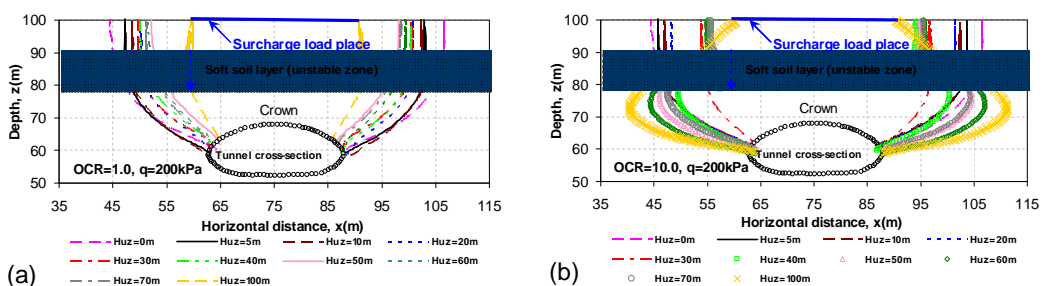 100
90
80
70
60
50
Depth, z(m)
Surcharge load place
Soft soil layer (unstable zone)
Crown
Tunnel cross-section
OCR=1.0, q=200kPa
35 45 55 65 75 85 95 105 115
Horizontal distance, x(m)
Huz=0m Huz=5m Huz=10m Huz=20m
Huz=30m Huz=40m Huz=50m Huz=60m
Huz=70m Huz=100m
(a)
100
90
80
70
60
50
Depth, z(m)
Surcharge load place
Soft soil layer (unstable zone)
Crown
Tunnel cross-section
OCR=10.0, q=200kPa
35 45 55 65 75 85 95 105 115
Horizontal distance, x(m)
Huz=0m Huz=5m Huz=10m Huz=20m
Huz=30m Huz=40m Huz=50m Huz=60m
Huz=70m Huz=100m
(b)